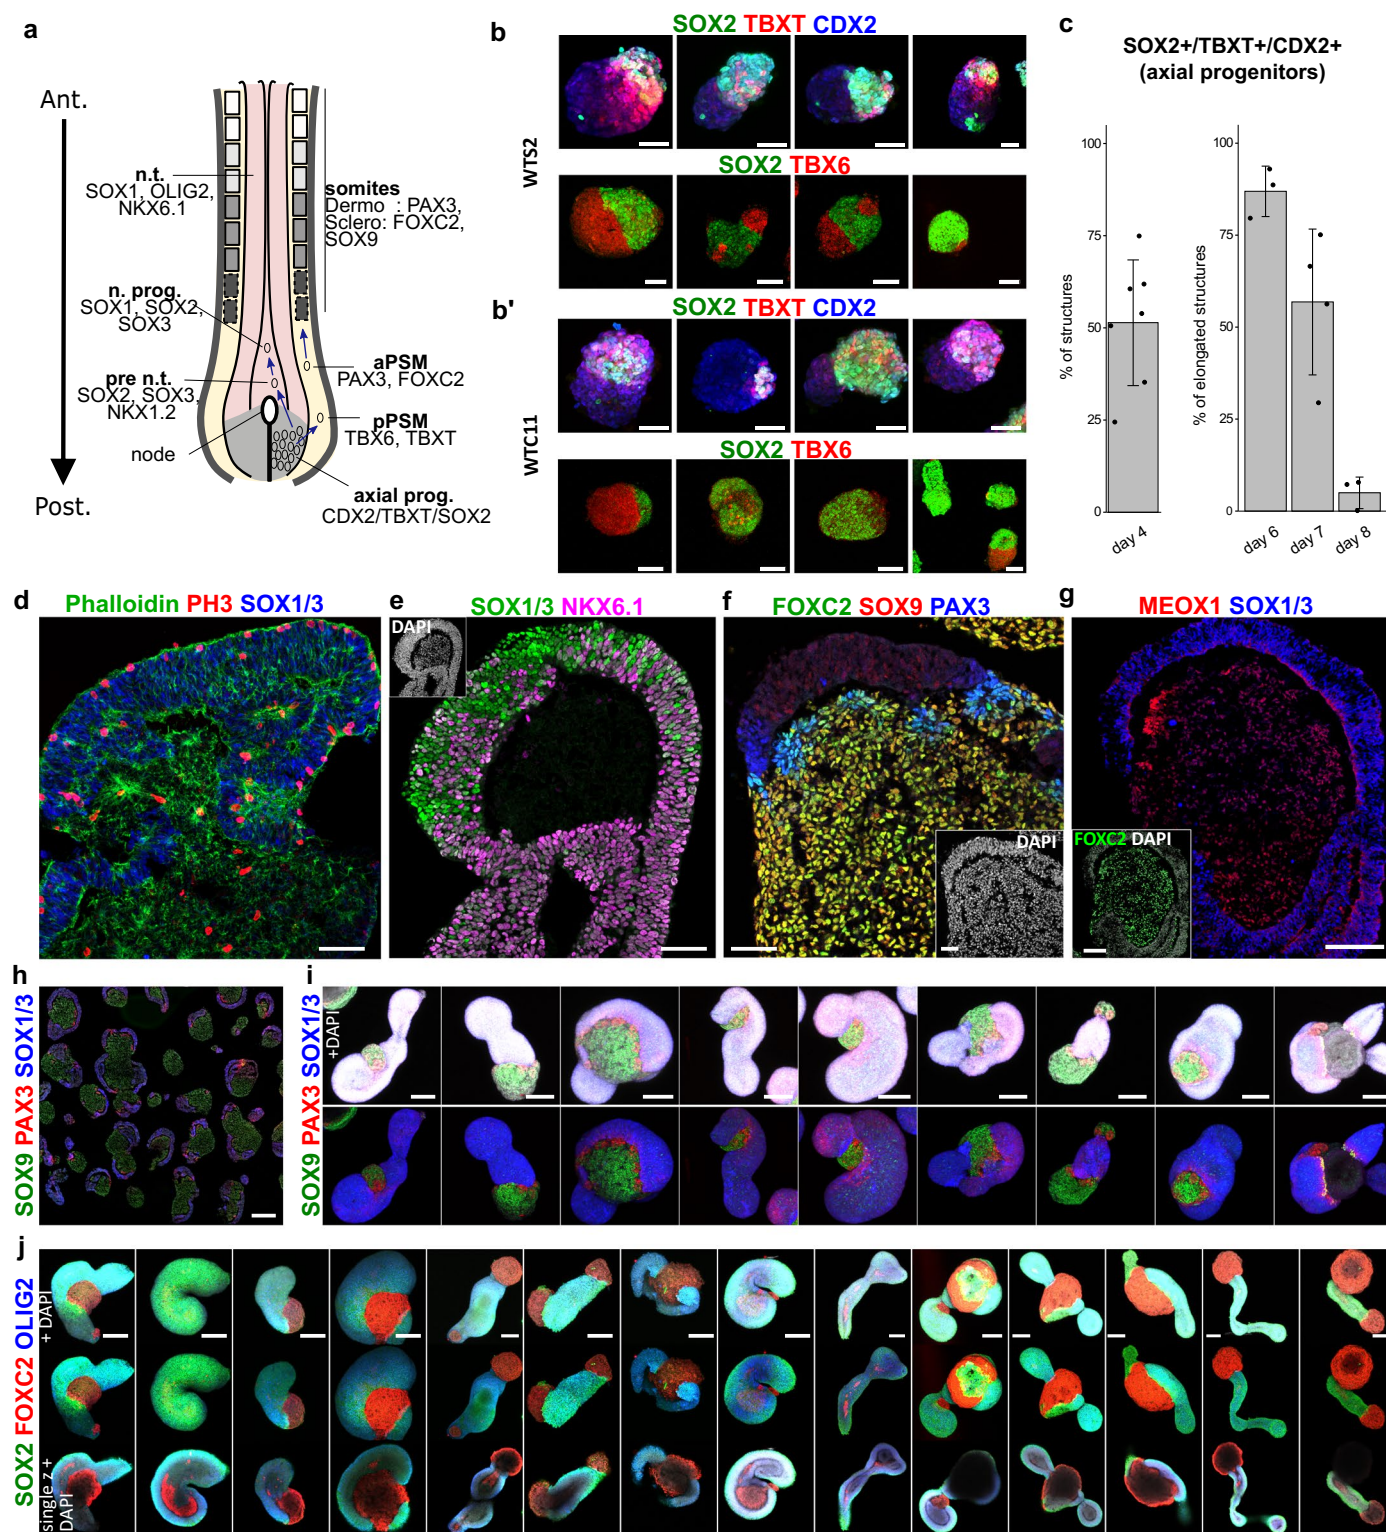 a
Ant.
Post.
n.t.
SOX1, OLIG2,
NKX6.1
n. prog.
SOX1, SOX2,
SOX3
pre n.t.
SOX2, SOX3,
NKX1.2
node
somites
Dermo : PAX3,
Sclero: FOXC2,
SOX9
aPSM
PAX3, FOXC2
pPSM
TBX6, TBXT
axial prog.
CDX2/TBXT/SOX2
b
SOX2 TBXT CDX2
WTS2
SOX2 TBX6
b'
SOX2 TBXT CDX2
WTC11
SOX2 TBX6
c
SOX2+/TBXT+/CDX2+
(axial progenitors)
% of structures
100
75
50
25
0
day 4
% of elongated structures
100
75
50
25
0
day 6
day 7
day 8
d
Phalloidin PH3 SOX1/3
e
SOX1/3 NKX6.1
DAPI
f
FOXC2 SOX9 PAX3
DAPI
g
MEOX1 SOX1/3
FOXC2 DAPI
h
SOX9 PAX3 SOX1/3
i
SOX9 PAX3 SOX1/3
+DAPI
j
SOX2 FOXC2 OLIG2
+ DAPI
single z +
DAPI